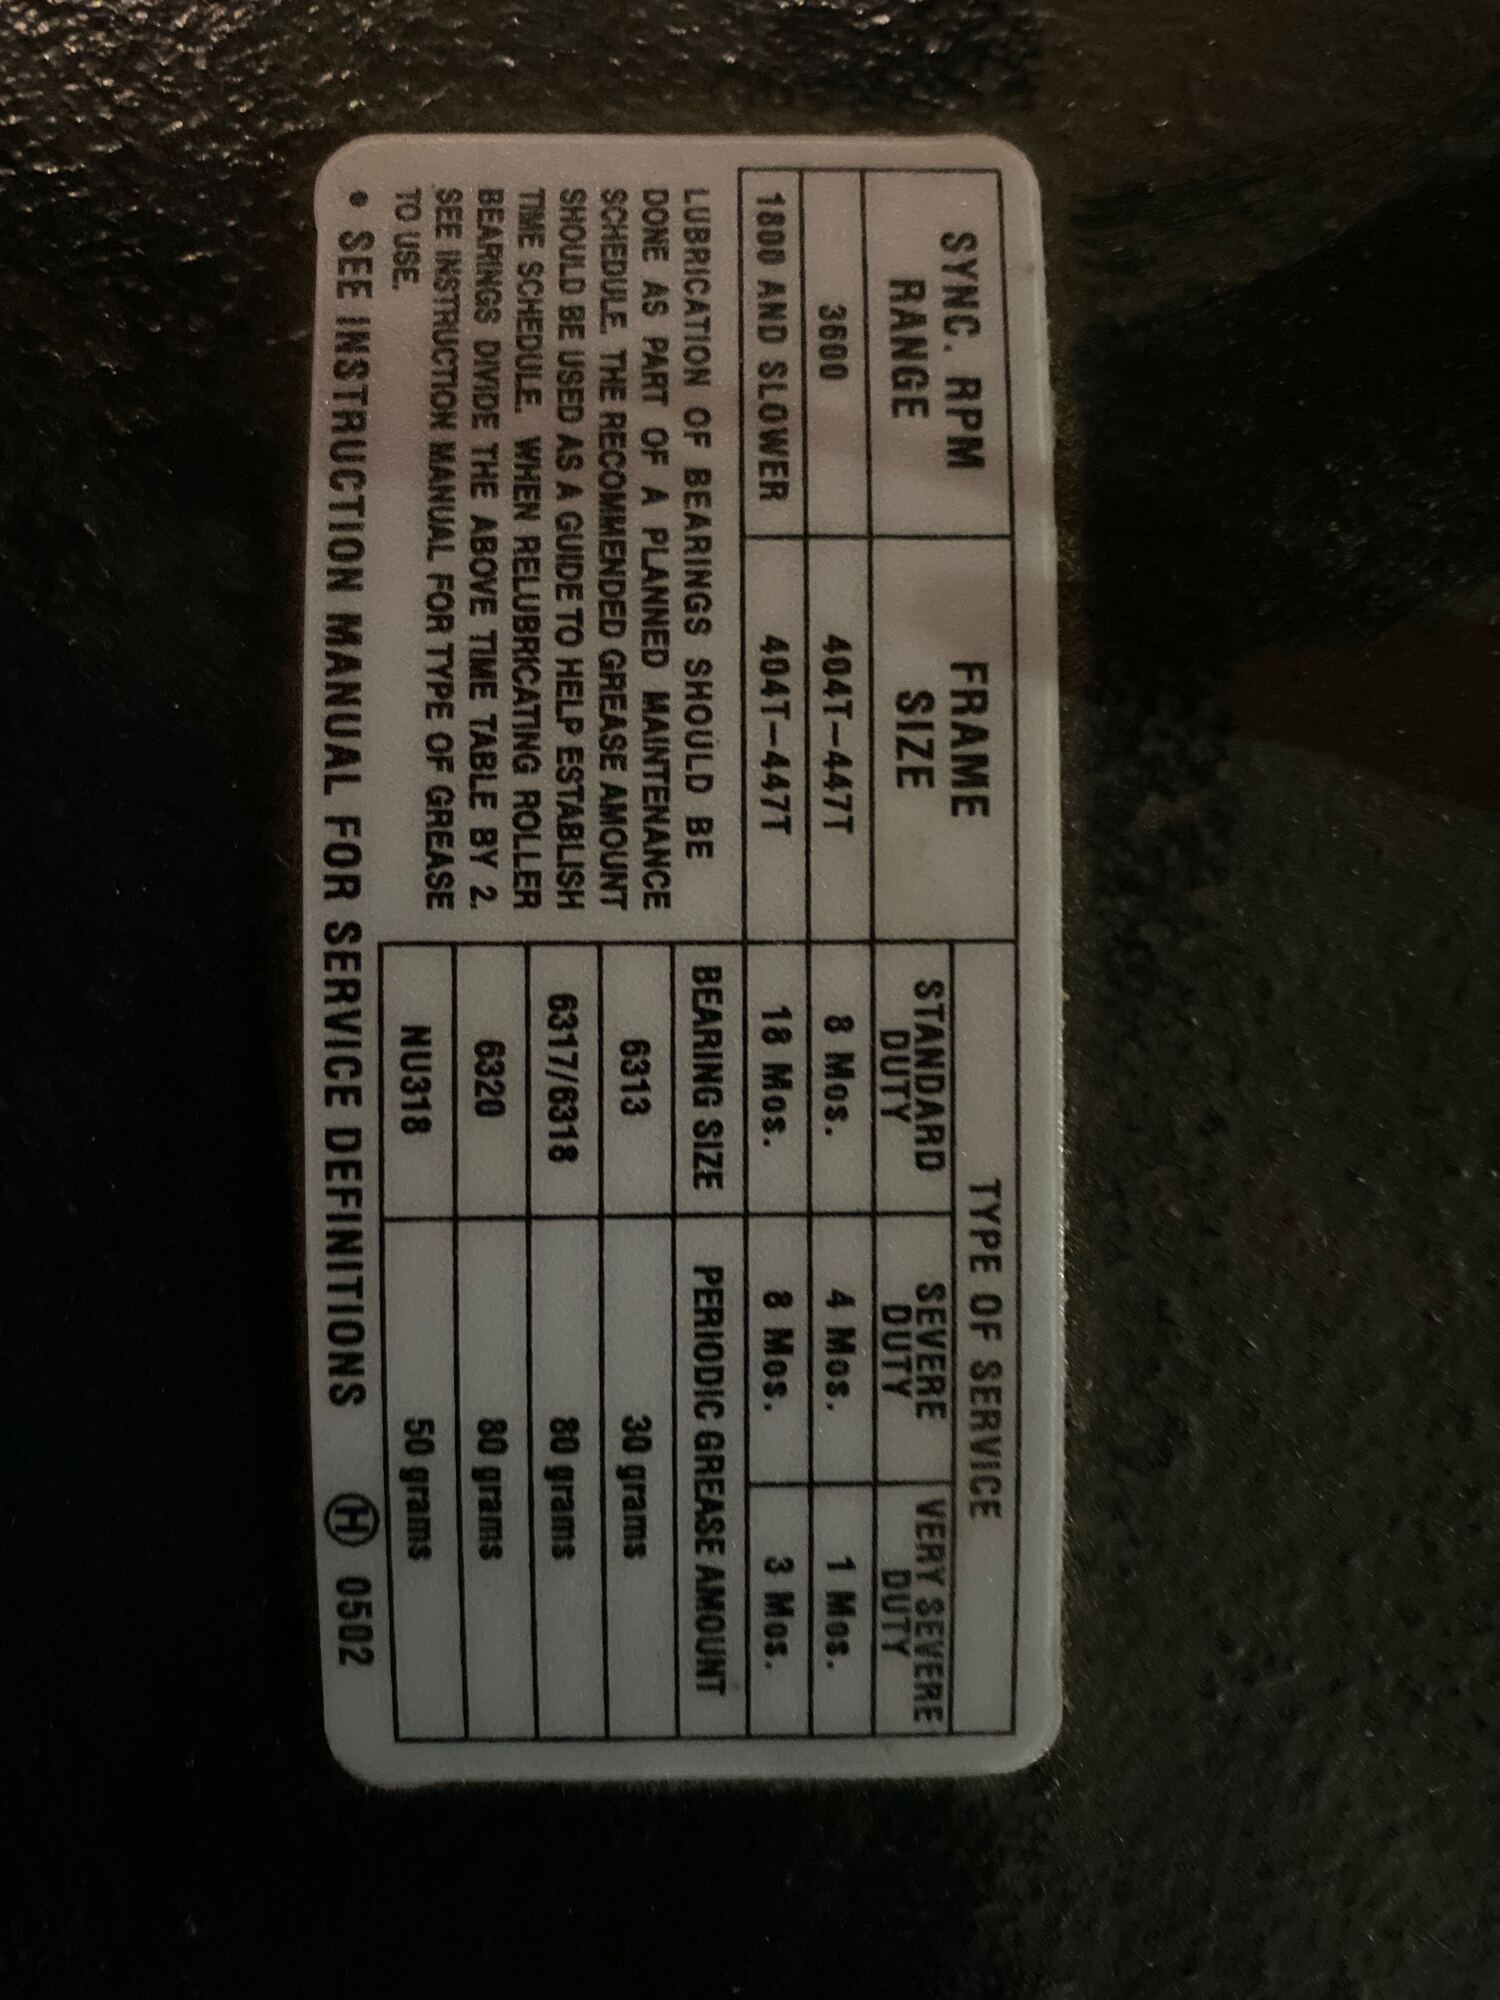 SYNC. RPM RANGE FRAME SIZE TYPE OF SERVICE
STANDARD DUTY SEVERE DUTY VERY SEVERE DUTY
3600 404T-447T 8 Mos. 4 Mos. 1 Mos.
1800 AND SLOWER 404T-447T 18 Mos. 8 Mos. 3 Mos.
LUBRICATION OF BEARINGS SHOULD BE
DONE AS PART OF A PLANNED MAINTENANCE
SCHEDULE. THE RECOMMENDED GREASE AMOUNT
SHOULD BE USED AS A GUIDE TO HELP ESTABLISH
TIME SCHEDULE. WHEN RELUBRICATING ROLLER
BEARINGS DIVIDE THE ABOVE TIME TABLE BY 2.
SEE INSTRUCTION MANUAL FOR TYPE OF GREASE
TO USE.
BEARING SIZE PERIODIC GREASE AMOUNT
6313 30 grams
6317/6318 80 grams
6320 80 grams
NU318 50 grams
• SEE INSTRUCTION MANUAL FOR SERVICE DEFINITIONS Ⓗ 0502